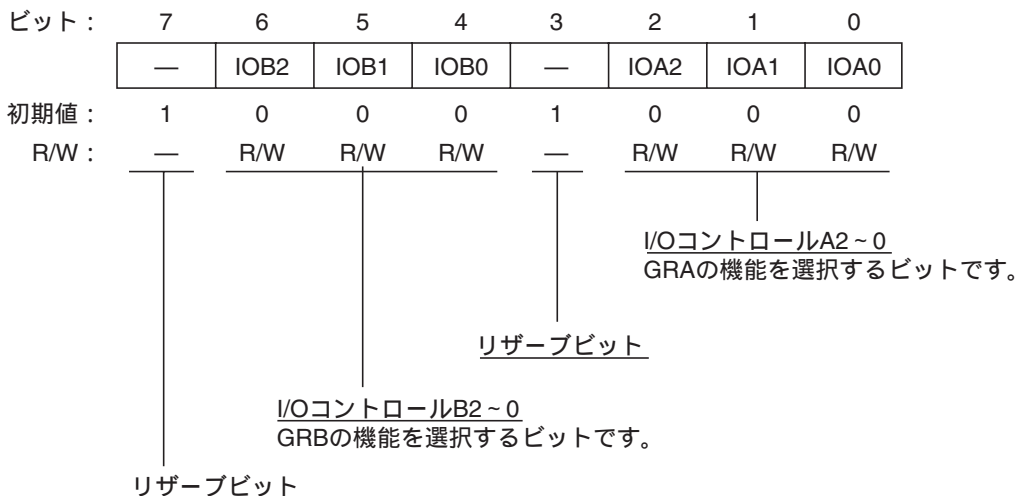 ビット： 7 6 5 4 3 2 1 0
— IOB2 IOB1 IOB0 — IOA2 IOA1 IOA0
初期値： 1 0 0 0 1 0 0 0
R/W： — R/W R/W R/W — R/W R/W R/W
I/OコントロールA2～0
GRAの機能を選択するビットです。
リザーブビット
I/OコントロールB2～0
GRBの機能を選択するビットです。
リザーブビット